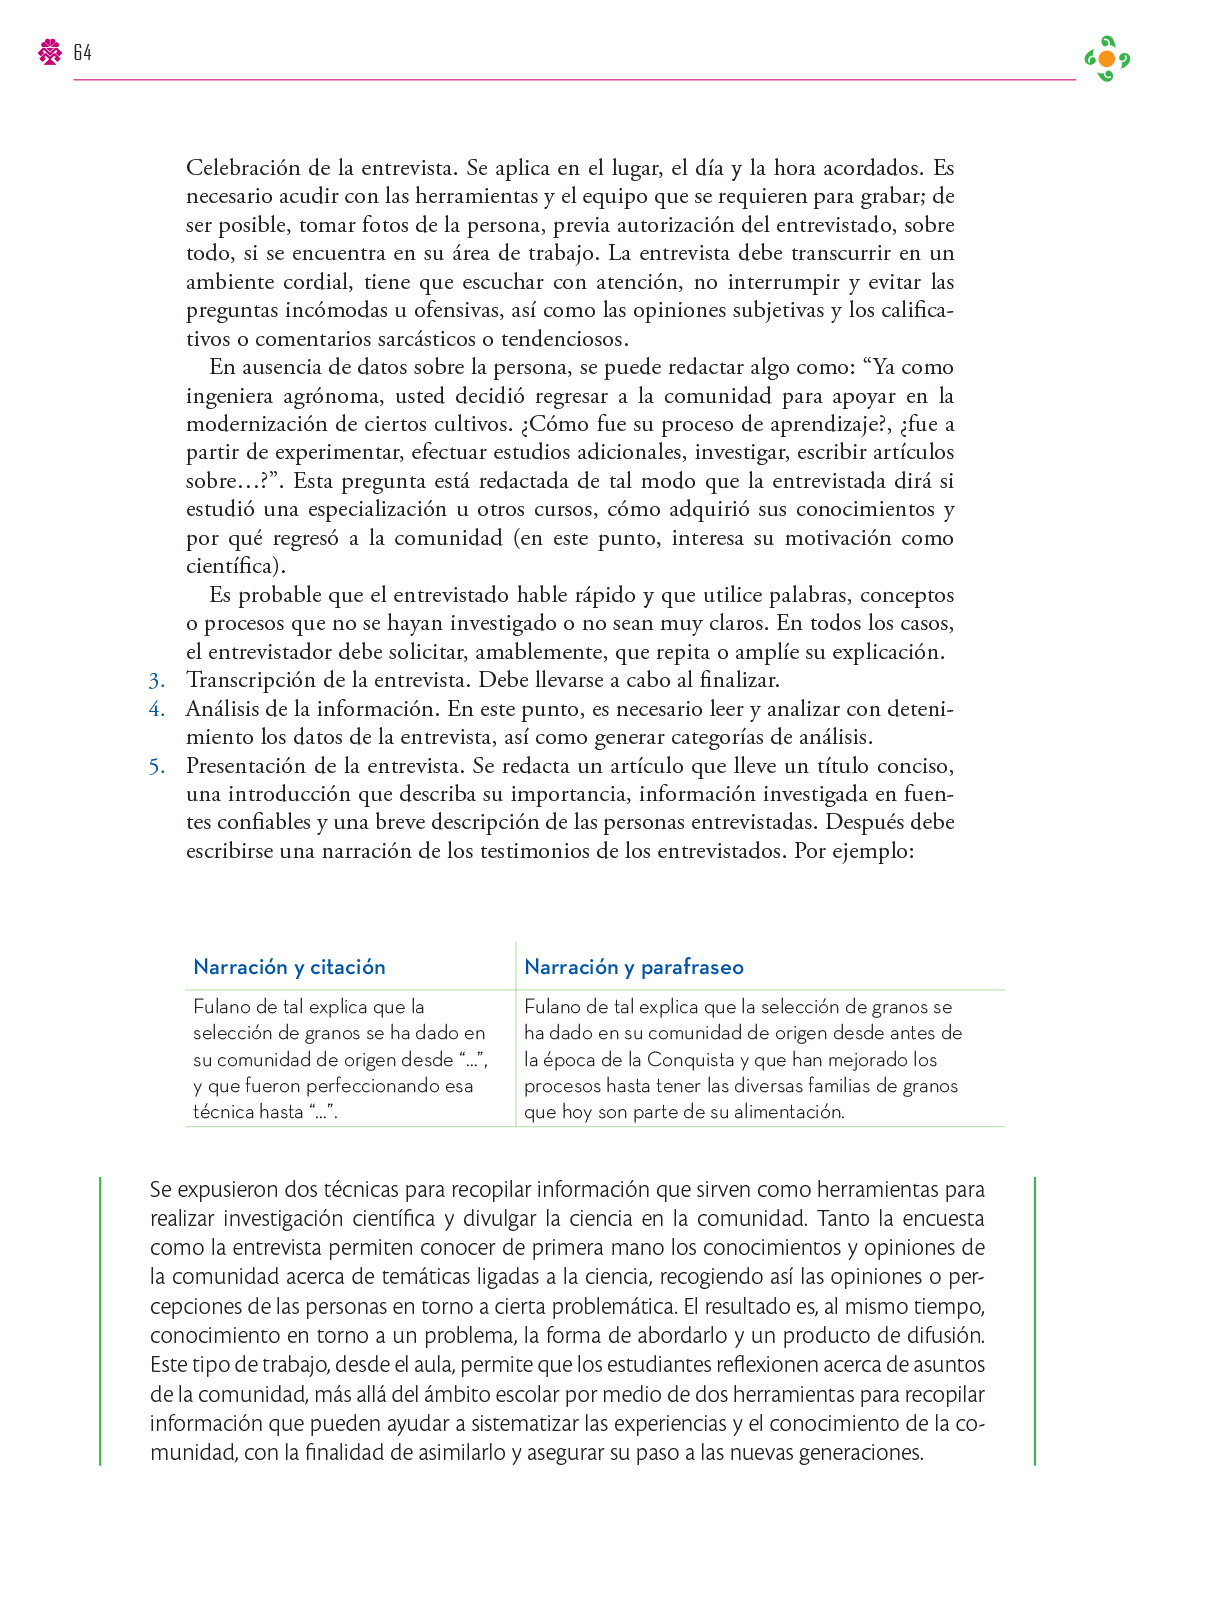 64
Celebración de la entrevista. Se aplica en el lugar, el día y la hora acordados. Es
necesario acudir con las herramientas y el equipo que se requieren para grabar; de
ser posible, tomar fotos de la persona, previa autorización del entrevistado, sobre
todo, si se encuentra en su área de trabajo. La entrevista debe transcurrir en un
ambiente cordial, tiene que escuchar con atención, no interrumpir y evitar las
preguntas incómodas u ofensivas, así como las opiniones subjetivas y los califica-
tivos o comentarios sarcásticos o tendenciosos.
En ausencia de datos sobre la persona, se puede redactar algo como: “Ya como
ingeniera agrónoma, usted decidió regresar a la comunidad para apoyar en la
modernización de ciertos cultivos. ¿Cómo fue su proceso de aprendizaje?, ¿fue a
partir de experimentar, efectuar estudios adicionales, investigar, escribir artículos
sobre…?”. Esta pregunta está redactada de tal modo que la entrevistada dirá si
estudió una especialización u otros cursos, cómo adquirió sus conocimientos y
por qué regresó a la comunidad (en este punto, interesa su motivación como
científica).
Es probable que el entrevistado hable rápido y que utilice palabras, conceptos
o procesos que no se hayan investigado o no sean muy claros. En todos los casos,
el entrevistador debe solicitar, amablemente, que repita o amplíe su explicación.
3. Transcripción de la entrevista. Debe llevarse a cabo al finalizar.
4. Análisis de la información. En este punto, es necesario leer y analizar con deteni-
miento los datos de la entrevista, así como generar categorías de análisis.
5. Presentación de la entrevista. Se redacta un artículo que lleve un título conciso,
una introducción que describa su importancia, información investigada en fuen-
tes confiables y una breve descripción de las personas entrevistadas. Después debe
escribirse una narración de los testimonios de los entrevistados. Por ejemplo:
Narración y citación
Fulano de tal explica que la
selección de granos se ha dado en
su comunidad de origen desde “…”,
y que fueron perfeccionando esa
técnica hasta “…”.
Narración y parafraseo
Fulano de tal explica que la selección de granos se
ha dado en su comunidad de origen desde antes de
la época de la Conquista y que han mejorado los
procesos hasta tener las diversas familias de granos
que hoy son parte de su alimentación.
Se expusieron dos técnicas para recopilar información que sirven como herramientas para
realizar investigación científica y divulgar la ciencia en la comunidad. Tanto la encuesta
como la entrevista permiten conocer de primera mano los conocimientos y opiniones de
la comunidad acerca de temáticas ligadas a la ciencia, recogiendo así las opiniones o per-
cepciones de las personas en torno a cierta problemática. El resultado es, al mismo tiempo,
conocimiento en torno a un problema, la forma de abordarlo y un producto de difusión.
Este tipo de trabajo, desde el aula, permite que los estudiantes reflexionen acerca de asuntos
de la comunidad, más allá del ámbito escolar por medio de dos herramientas para recopilar
información que pueden ayudar a sistematizar las experiencias y el conocimiento de la co-
munidad, con la finalidad de asimilarlo y asegurar su paso a las nuevas generaciones.